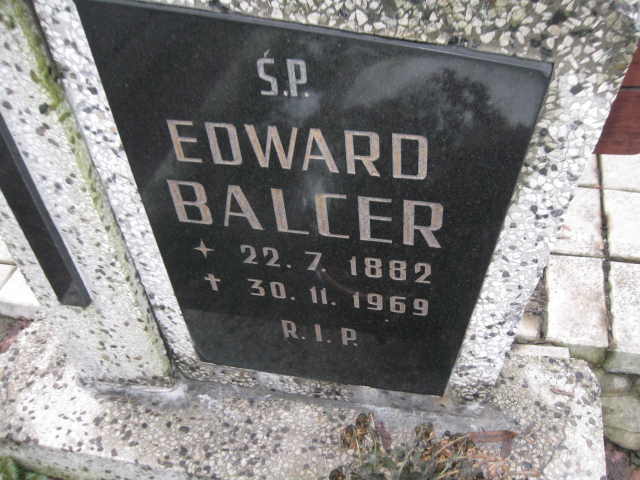 Ś.P.
EDWARD
BALCER
22. 7. 1882
30. 11. 1969
R.I.P.